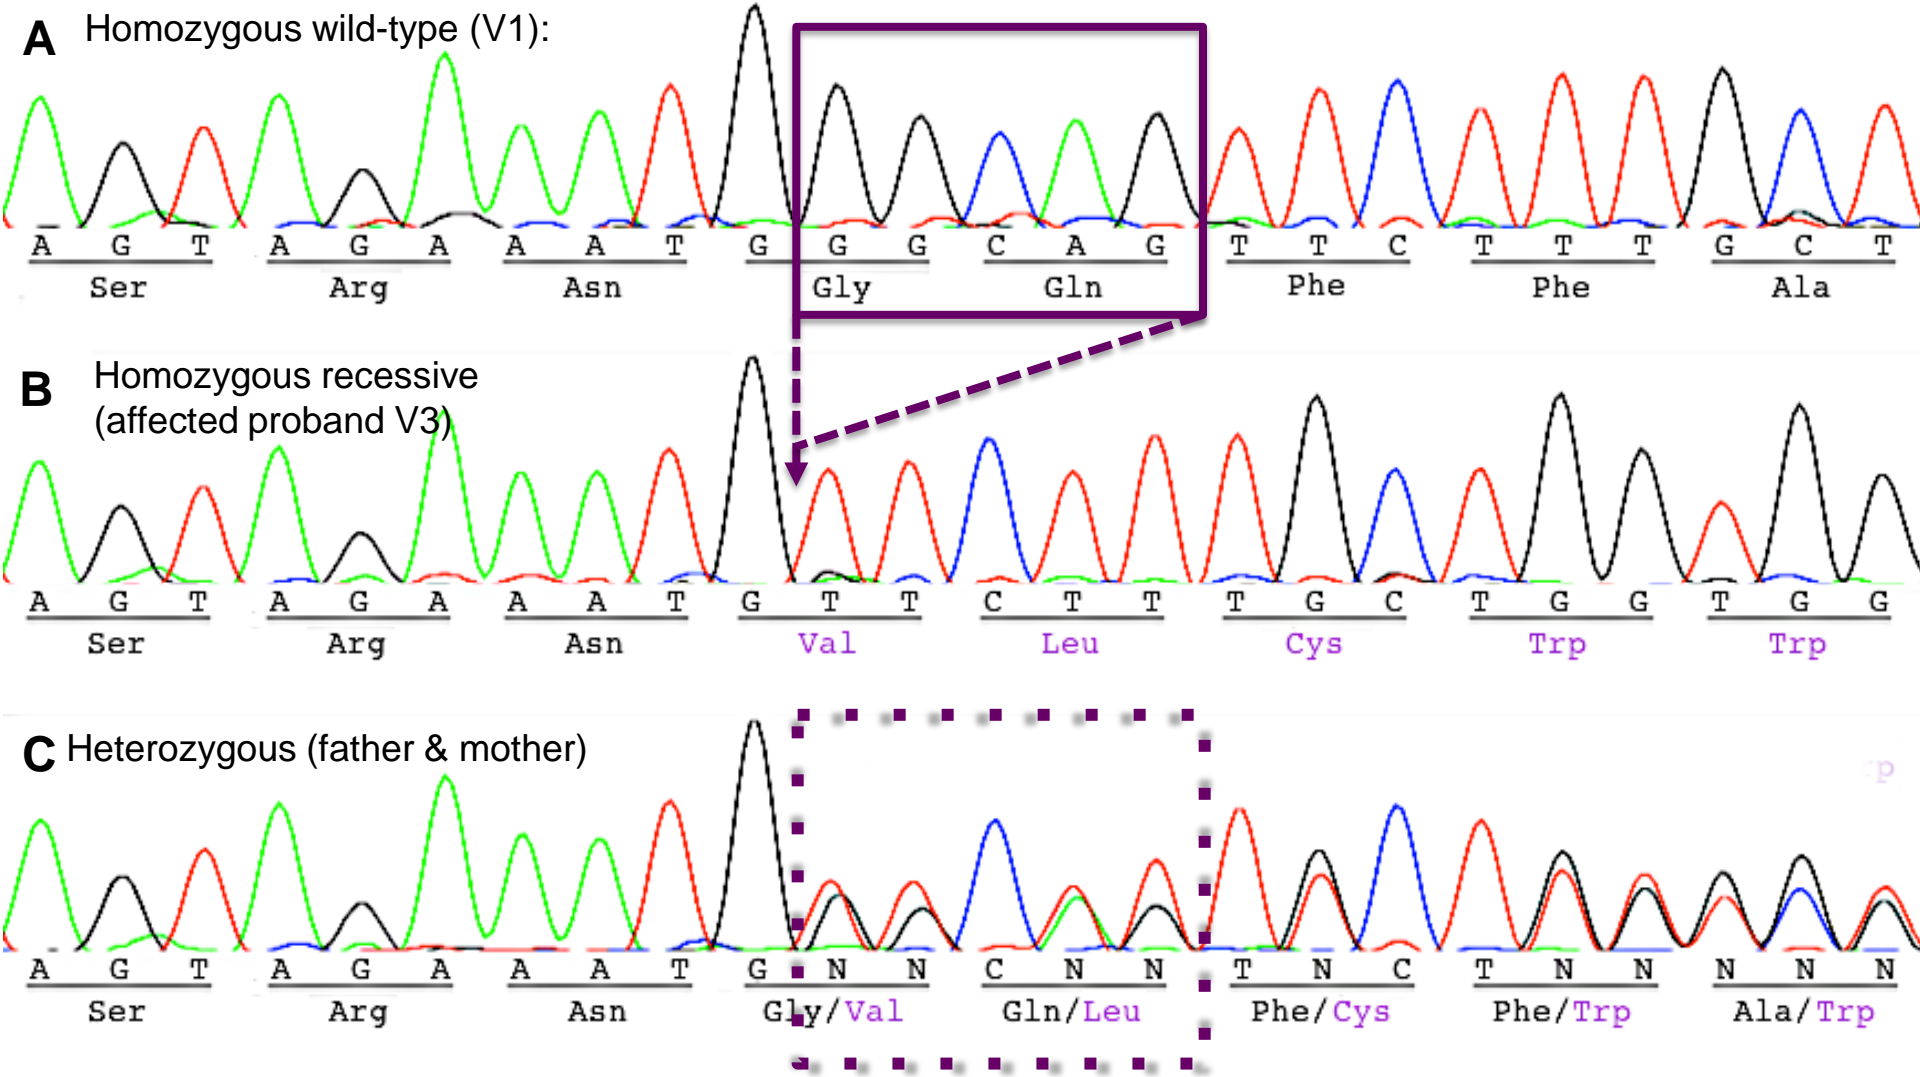 A Homozygous wild-type (V1):
A G T A G A A A T G G G C A G T T C T T T G C T
Ser Arg Asn Gly Gln Phe Phe Ala
B Homozygous recessive
(affected proband V3)
A G T A G A A A T G T T C T T T G C T G G T G G
Ser Arg Asn Val Leu Cys Trp Trp
C Heterozygous (father & mother)
A G T A G A A A T G N N C N N T N C T N N N N N
Ser Arg Asn Gly/Val Gln/Leu Phe/Cys Phe/Trp Ala/Trp